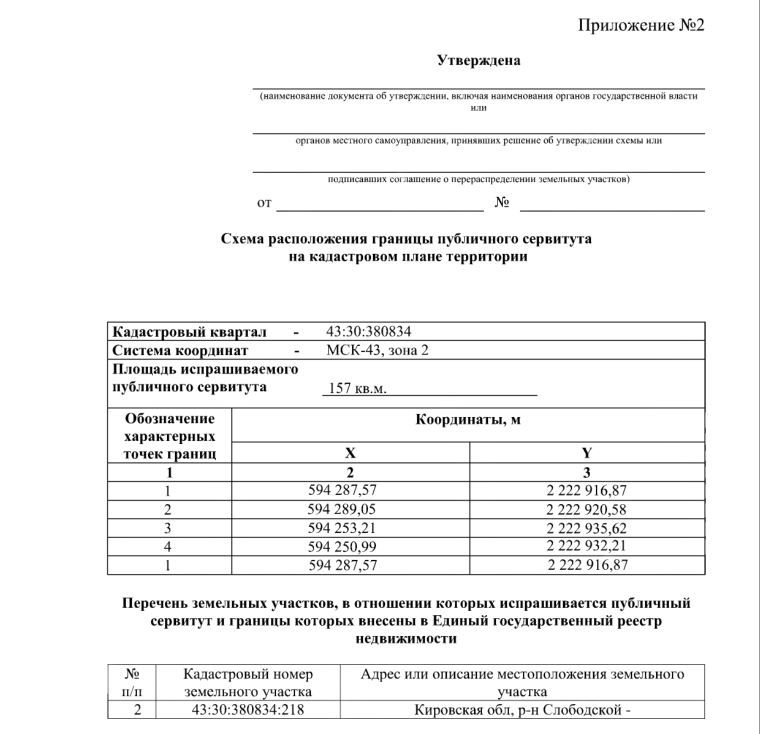 Приложение №2
Утверждена
(наименование документа об утверждении, включая наименования органов государственной власти
или
органов местного самоуправления, принявших решение об утверждении схемы или
подписавших соглашение о перераспределении земельных участков)
от №
Схема расположения границы публичного сервитута
на кадастровом плане территории
Кадастровый квартал - 43:30:380834
Система координат - МСК-43, зона 2
Площадь испрашиваемого
публичного сервитута 157 кв.м.
Обозначение
характерных
точек границ
Координаты, м
X Y
1 2 3
1 594 287,57 2 222 916,87
2 594 289,05 2 222 920,58
3 594 253,21 2 222 935,62
4 594 250,99 2 222 932,21
1 594 287,57 2 222 916,87
Перечень земельных участков, в отношении которых испрашивается публичный
сервитут и границы которых внесены в Единый государственный реестр
недвижимости
№ Кадастровый номер Адрес или описание местоположения земельного
п/п земельного участка участка
2 43:30:380834:218 Кировская обл, р-н Слободской -